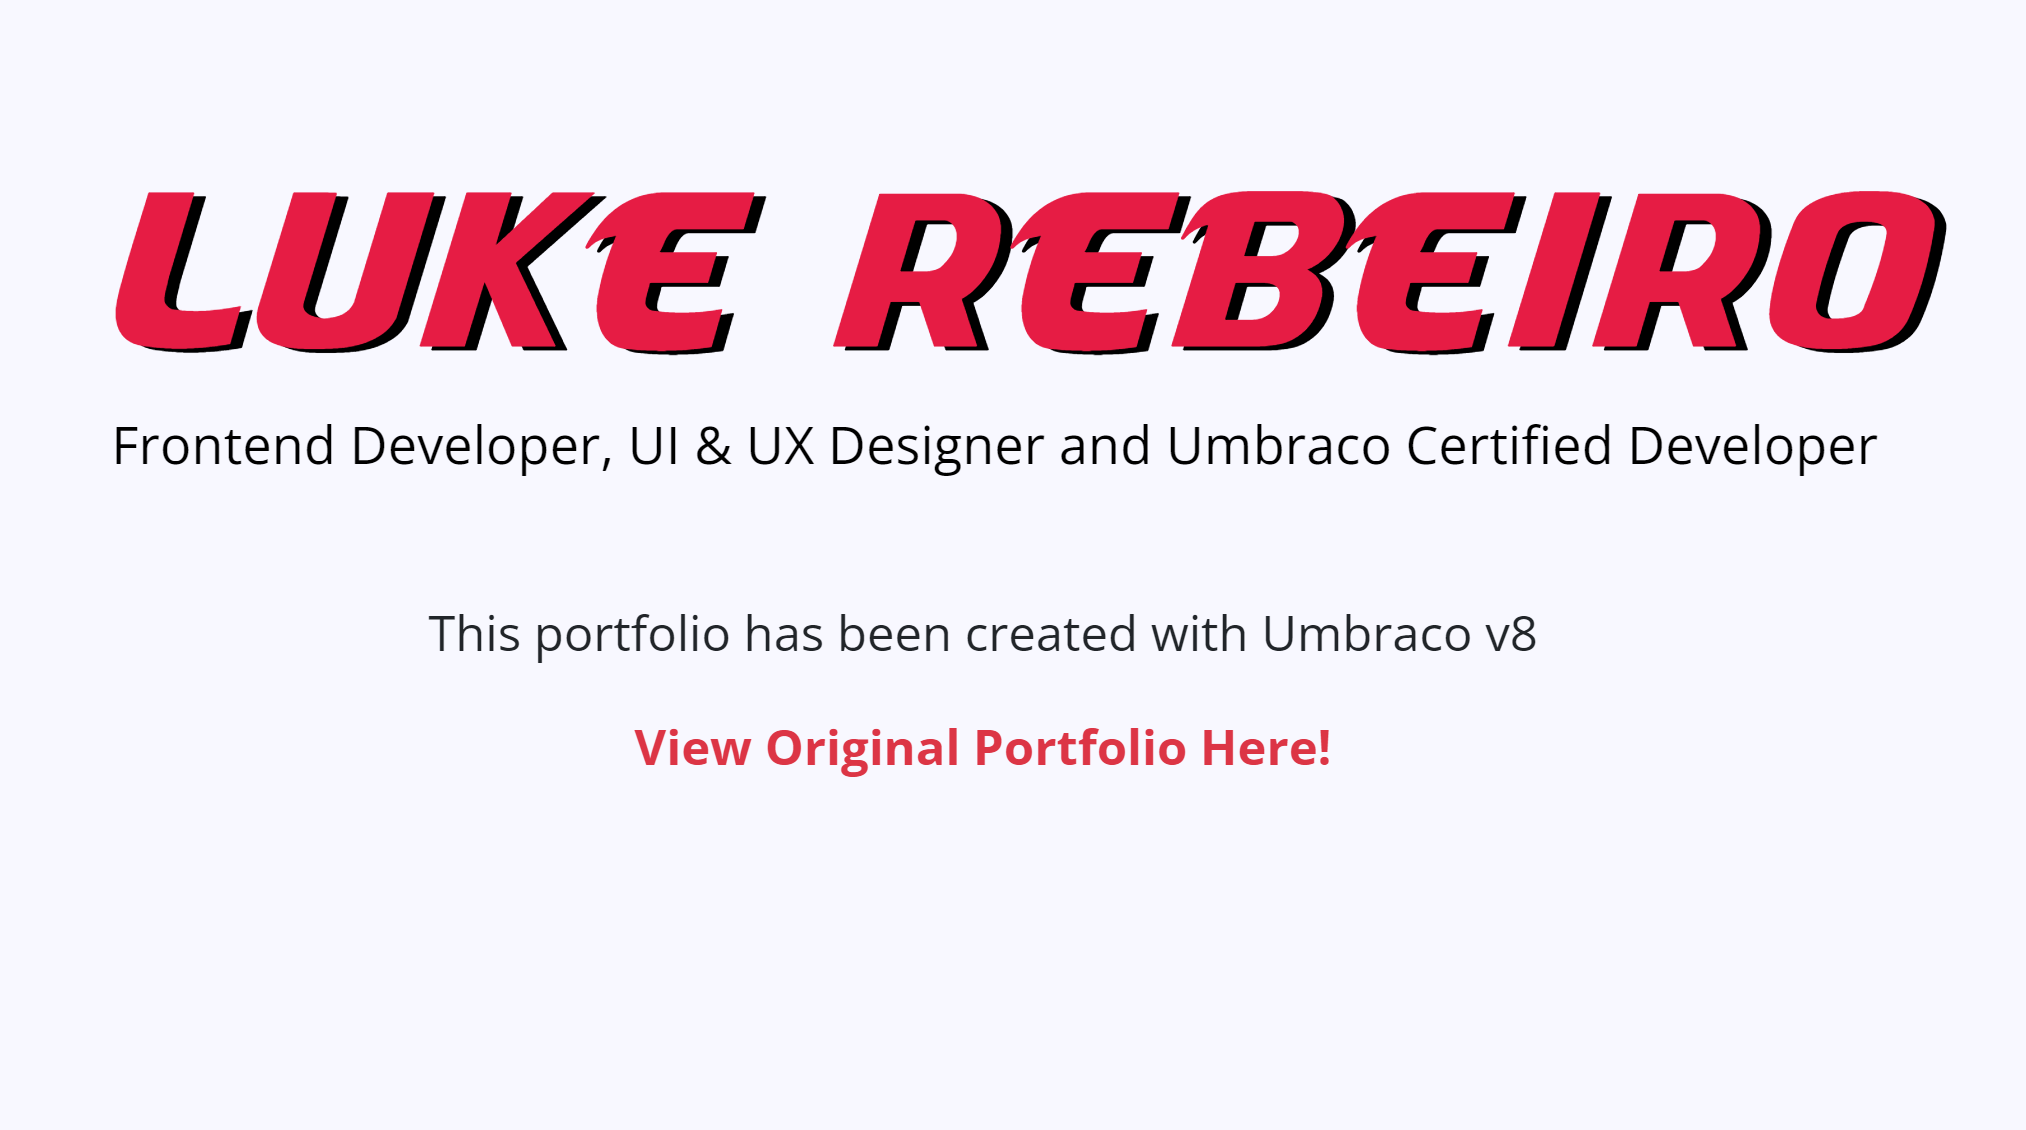 LUKE REBEIRO
Frontend Developer, UI & UX Designer and Umbraco Certified Developer
This portfolio has been created with Umbraco v8
View Original Portfolio Here!